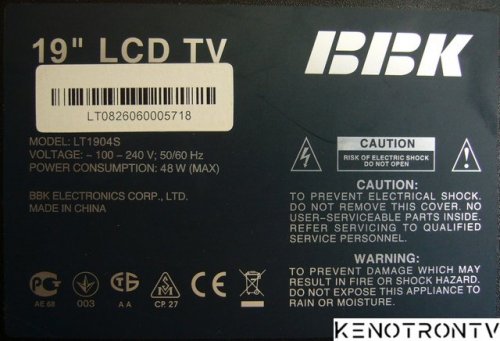 19" LCD TV
BBK
LT0826060005718
MODEL: LT1904S
VOLTAGE: ~ 100 – 240 V; 50/60 Hz
POWER CONSUMPTION: 48 W (MAX)
BBK ELECTRONICS CORP., LTD.
MADE IN CHINA
CAUTION
RISK OF ELECTRIC SHOCK
DO NOT OPEN
CAUTION:
TO PREVENT ELECTRICAL SHOCK,
DO NOT REMOVE THIS COVER. NO
USER-SERVICEABLE PARTS INSIDE.
REFER SERVICING TO QUALIFIED
SERVICE PERSONNEL.
WARNING:
TO PREVENT DAMAGE WHICH MAY
RESULT IN FIRE OR SHOCK HAZARD,
DO NOT EXPOSE THIS APPLIANCE TO
RAIN OR MOISTURE.
АЕ 68
003
А А
СР. 27
CE
KENOTRONTV